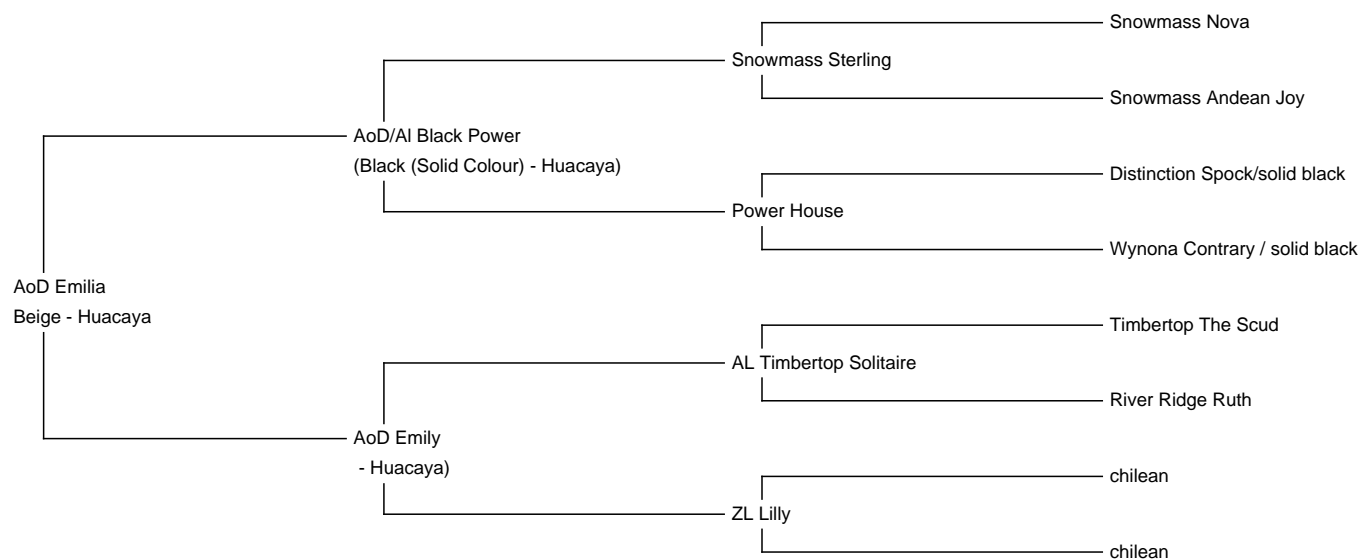 Snowmass Nova
Snowmass Sterling
Snowmass Andean Joy
AoD/Al Black Power
(Black (Solid Colour) - Huacaya)
Distinction Spock/solid black
Power House
Wynona Contrary / solid black
AoD Emilia
Beige - Huacaya
Timbertop The Scud
AL Timbertop Solitaire
River Ridge Ruth
AoD Emily
- Huacaya)
chilean
ZL Lilly
chilean